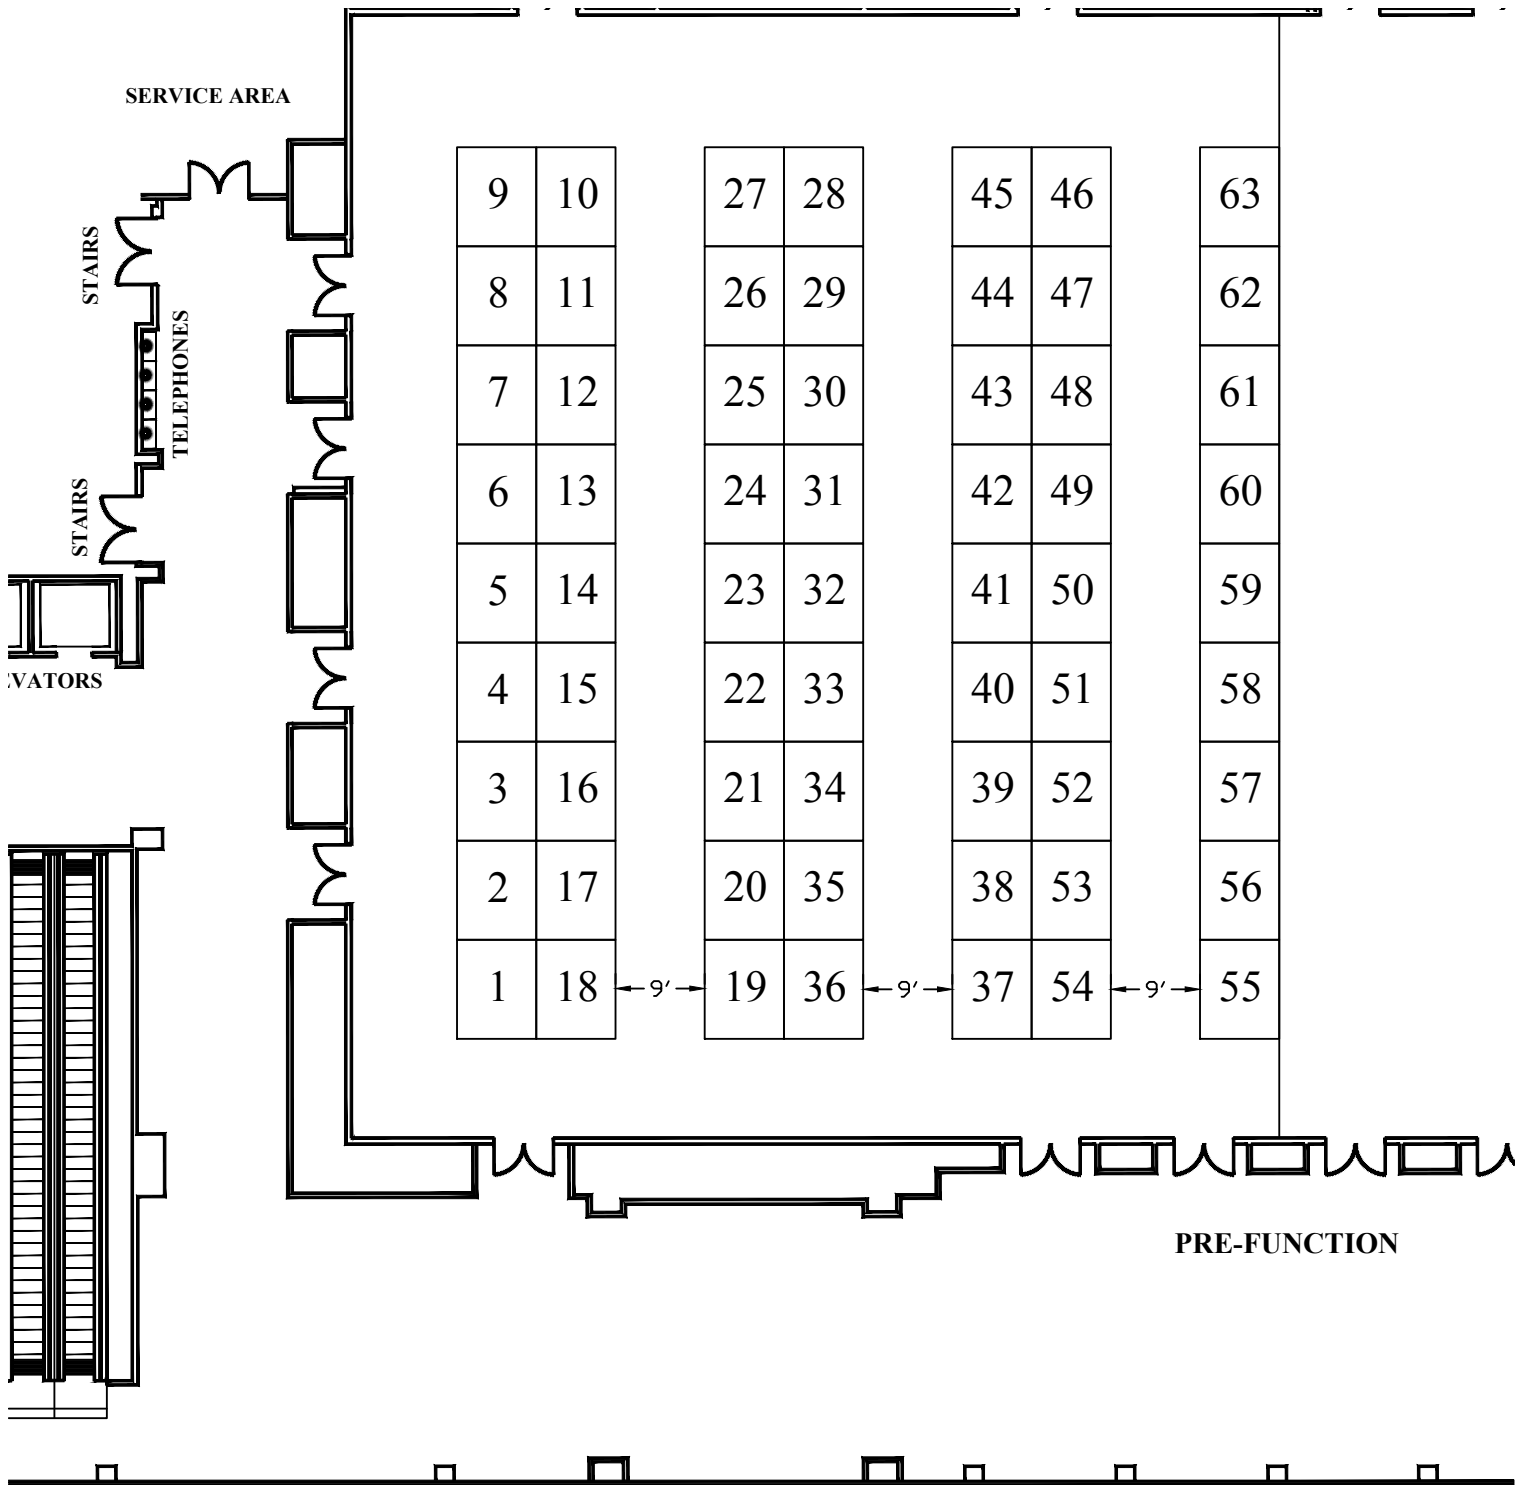 SERVICE AREA
9 10 27 28 45 46 63
STAIRS
8 11 26 29 44 47 62
TELEPHONES
7 12 25 30 43 48 61
6 13 24 31 42 49 60
STAIRS
5 14 23 32 41 50 59
EVATORS
4 15 22 33 40 51 58
3 16 21 34 39 52 57
2 17 20 35 38 53 56
1 18 9' 19 36 9' 37 54 9' 55
PRE-FUNCTION